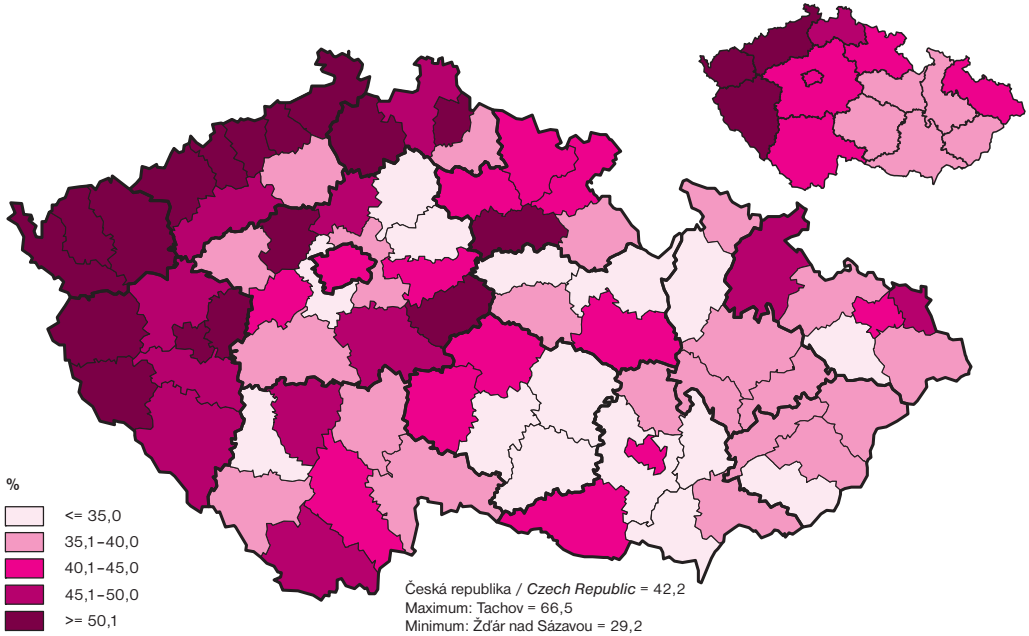 %
<= 35,0
35,1–40,0
40,1–45,0
45,1–50,0
>= 50,1
Česká republika / Czech Republic = 42,2
Maximum: Tachov = 66,5
Minimum: Žďár nad Sázavou = 29,2